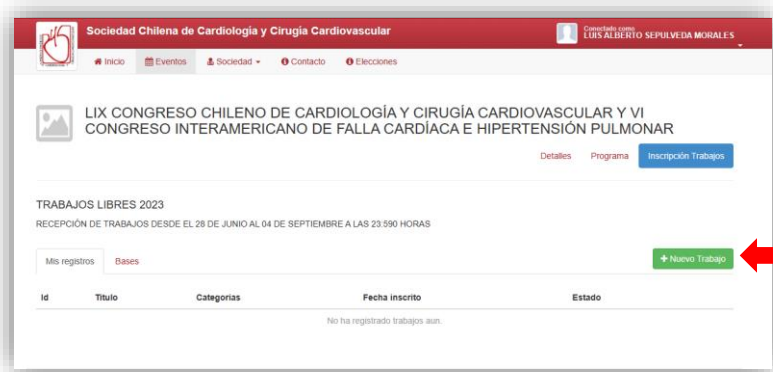 Sociedad Chilena de Cardiología y Cirugía Cardiovascular
Conectado como
LUIS ALBERTO SEPULVEDA MORALES
Inicio Eventos Sociedad Contacto Elecciones
LIX CONGRESO CHILENO DE CARDIOLOGÍA Y CIRUGÍA CARDIOVASCULAR Y VI
CONGRESO INTERAMERICANO DE FALLA CARDÍACA E HIPERTENSIÓN PULMONAR
Detalles Programa Inscripción Trabajos
TRABAJOS LIBRES 2023
RECEPCIÓN DE TRABAJOS DESDE EL 28 DE JUNIO AL 04 DE SEPTIEMBRE A LAS 23:590 HORAS
Mis registros Bases + Nuevo Trabajo
Id Titulo Categorias Fecha inscrito Estado
No ha registrado trabajos aun.